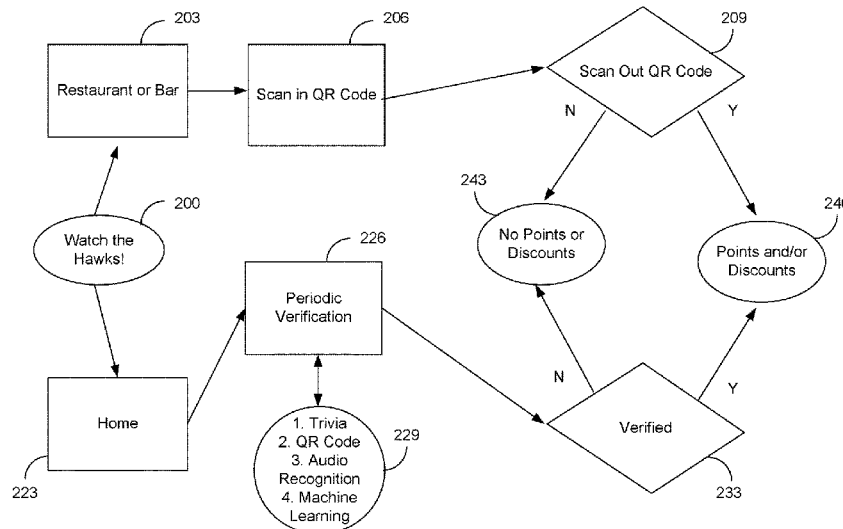 203
206
209
Restaurant or Bar
Scan in QR Code
Scan Out QR Code
N
Y
200
243
Watch the
Hawks!
226
No Points or
Discounts
Points and/or
Discounts
Periodic
Verification
N
Y
Home
1. Trivia
2. QR Code
3. Audio
Recognition
4. Machine
Learning
229
Verified
223
233